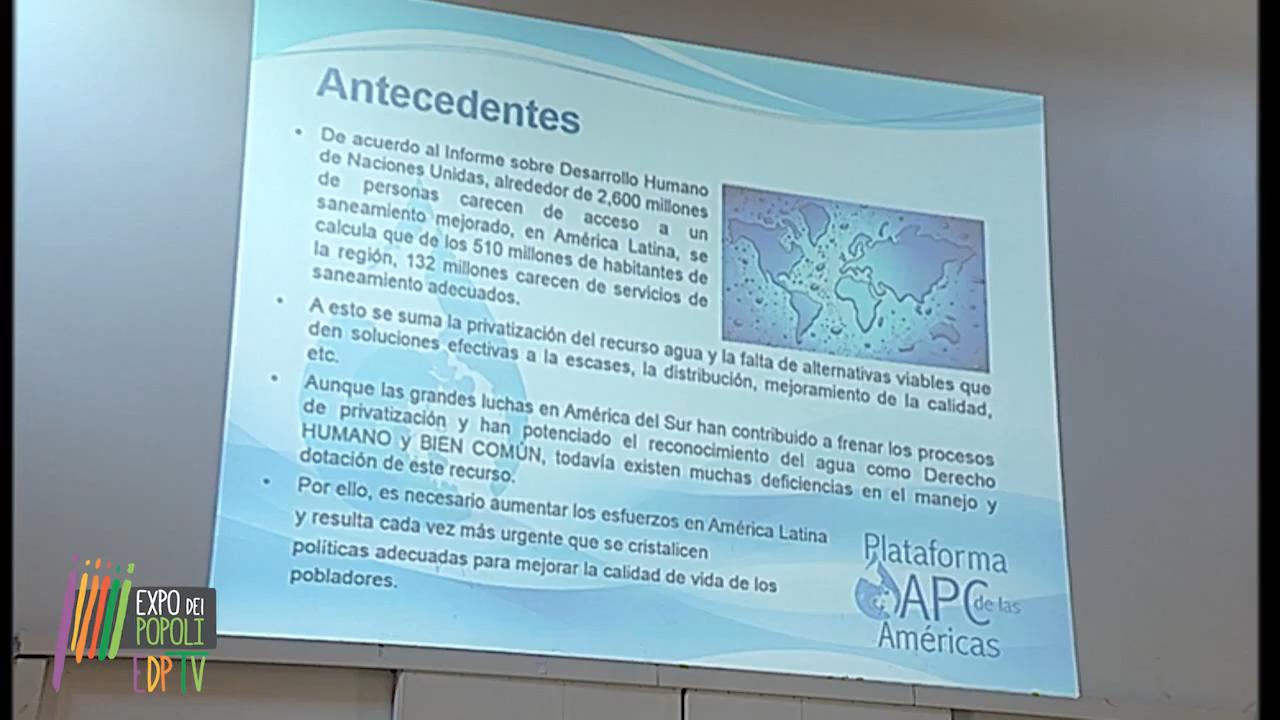 Antecedentes
• De acuerdo al Informe sobre Desarrollo Humano
de Naciones Unidas, alrededor de 2,600 millones
de personas carecen de acceso a un
saneamiento mejorado, en América Latina, se
calcula que de los 510 millones de habitantes de
la región, 132 millones carecen de servicios de
saneamiento adecuados.
• A esto se suma la privatización del recurso agua y la falta de alternativas viables que
den soluciones efectivas a la escases, la distribución, mejoramiento de la calidad,
etc.
• Aunque las grandes luchas en América del Sur han contribuido a frenar los procesos
de privatización y han potenciado el reconocimiento del agua como Derecho
HUMANO y BIEN COMÚN, todavía existen muchas deficiencias en el manejo y
dotación de este recurso.
• Por ello, es necesario aumentar los esfuerzos en América Latina
y resulta cada vez más urgente que se cristalicen
políticas adecuadas para mejorar la calidad de vida de los
pobladores.
Plataforma
APC de las
Américas
EXPO DEI
POPOLI
EDPTV